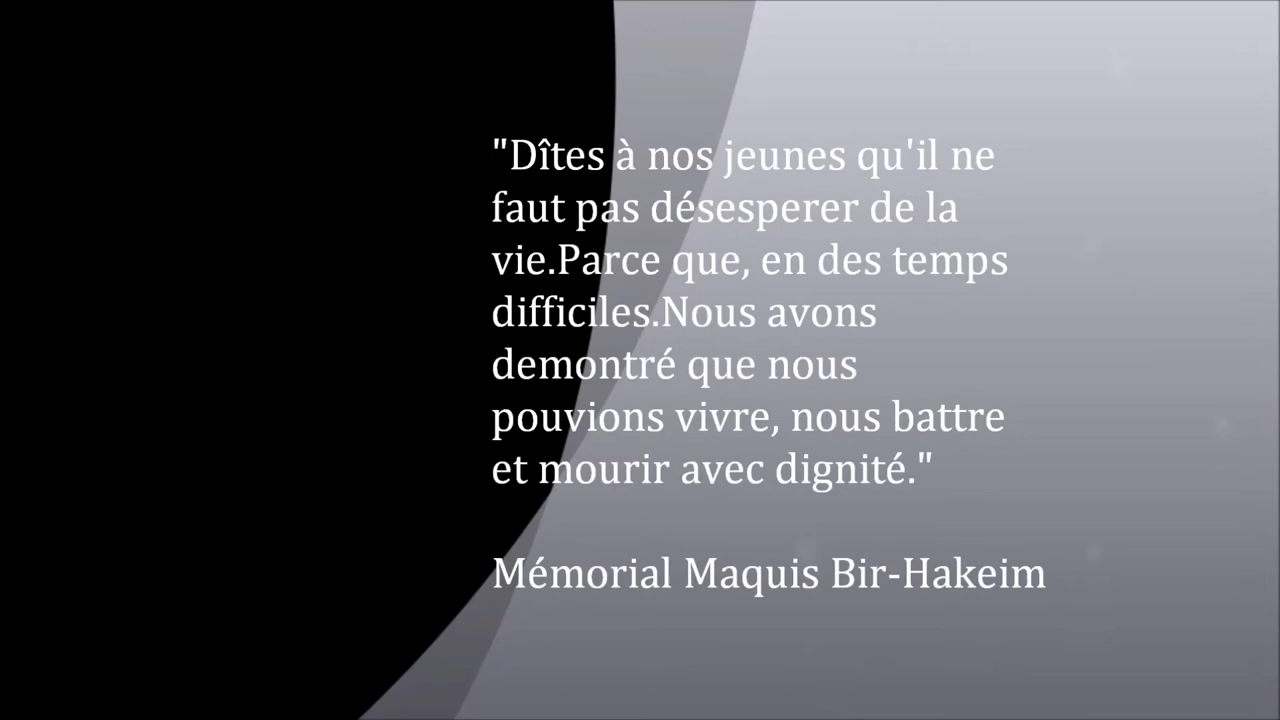 "Dîtes à nos jeunes qu'il ne
faut pas désesperer de la
vie.Parce que, en des temps
difficiles.Nous avons
demontré que nous
pouvions vivre, nous battre
et mourir avec dignité."
Mémorial Maquis Bir-Hakeim